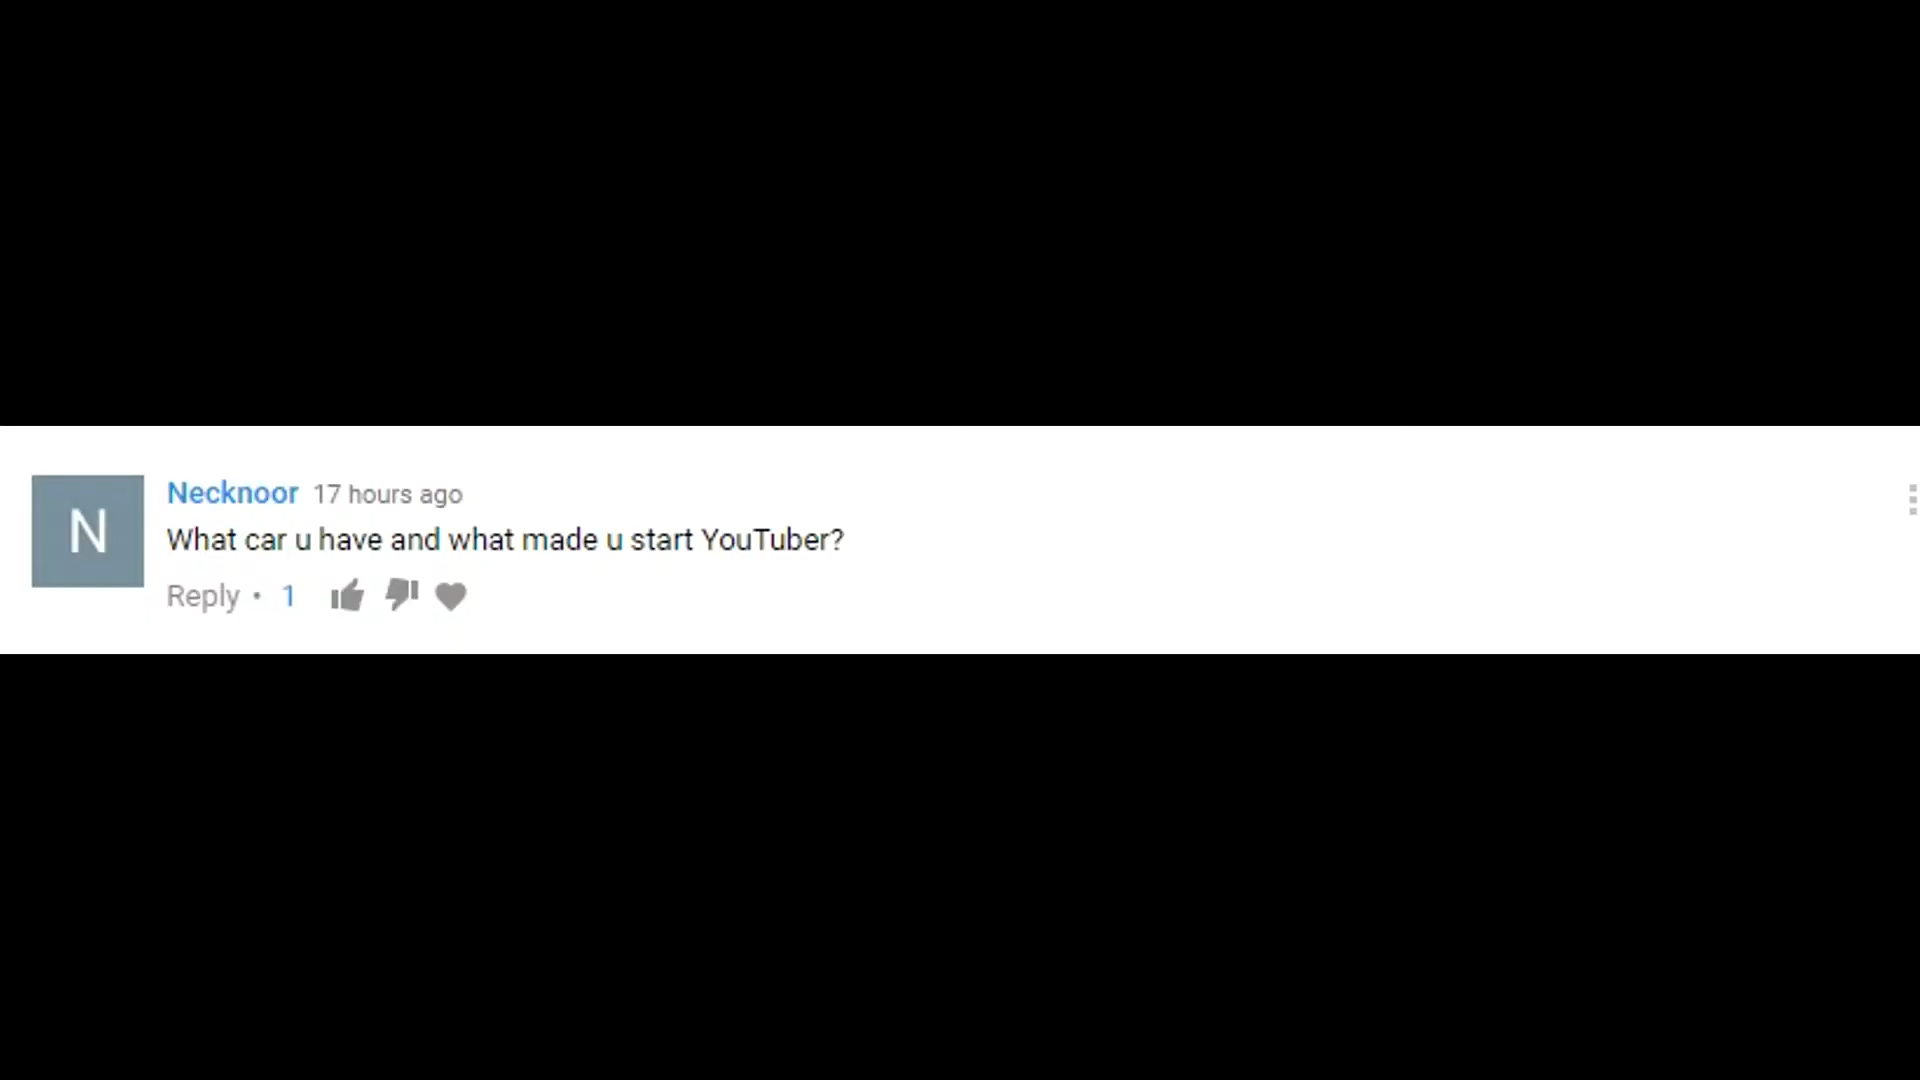 N
Necknoor 17 hours ago
What car u have and what made u start YouTuber?
Reply • 1